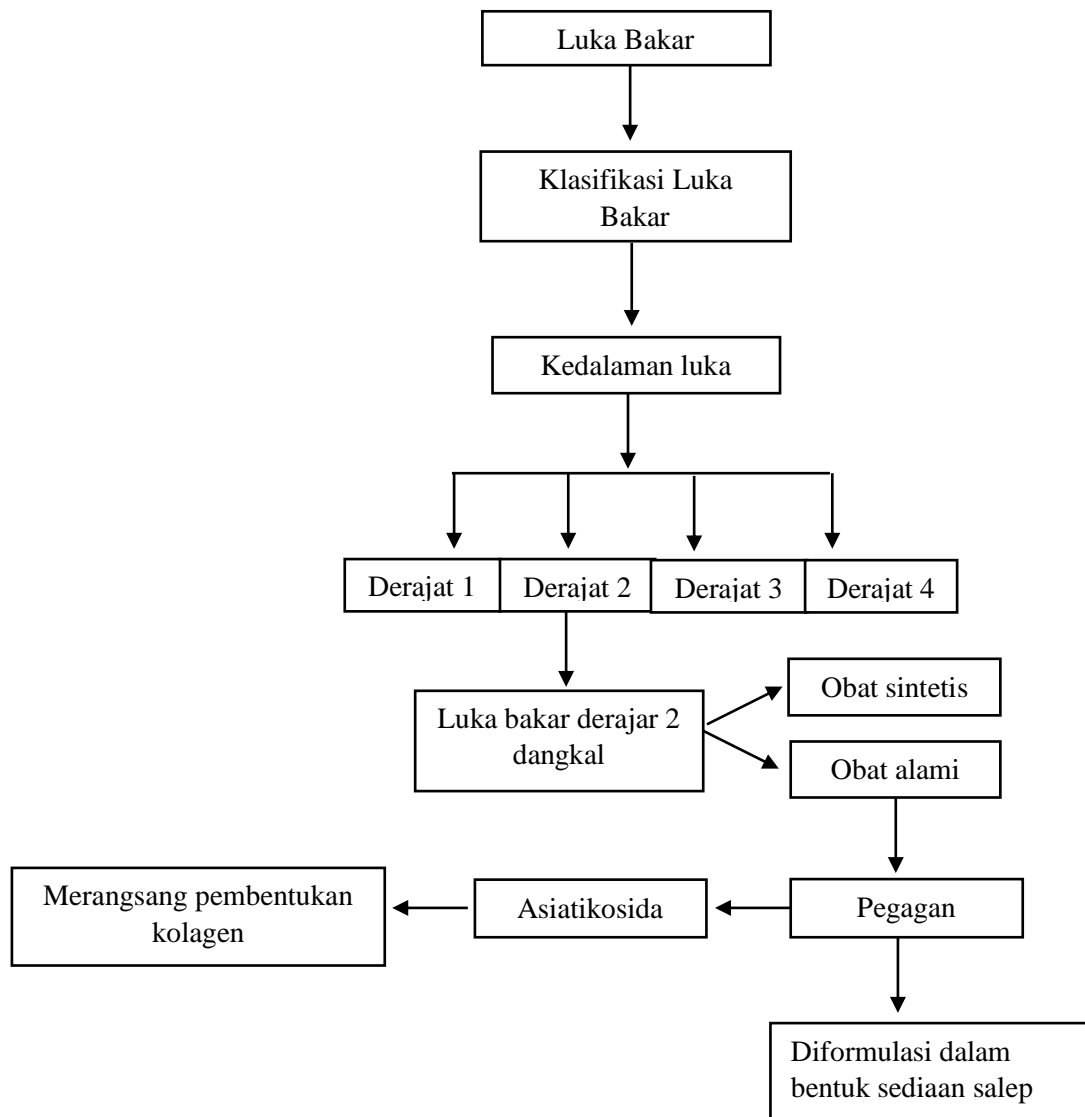 Luka Bakar
Klasifikasi Luka
Bakar
Kedalaman luka
Derajat 1
Derajat 2
Derajat 3
Derajat 4
Luka bakar derajar 2
dangkal
Obat sintetis
Obat alami
Merangsang pembentukan
kolagen
Asiatikosida
Pegagan
Diformulasi dalam
bentuk sediaan salep